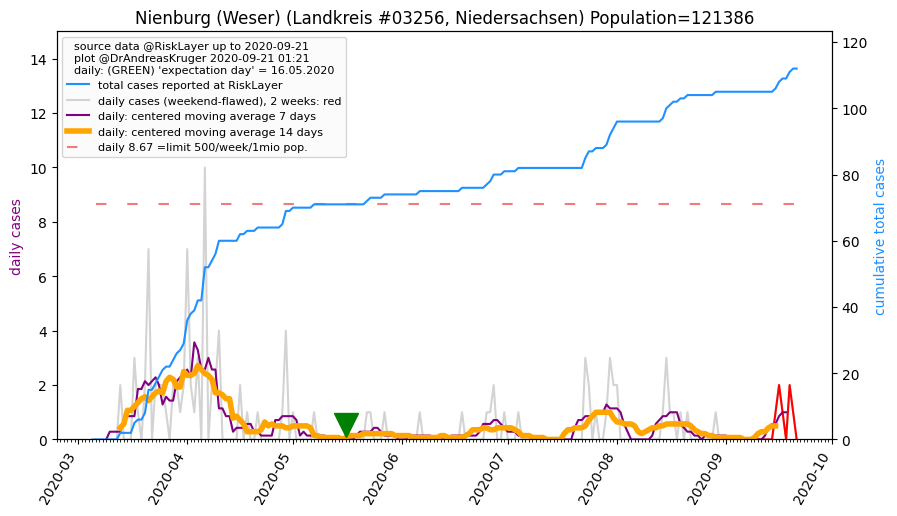 Nienburg (Weser) (Landkreis #03256, Niedersachsen) Population=121386
source data @RiskLayer up to 2020-09-21
plot @DrAndreasKruger 2020-09-21 01:21
daily: (GREEN) 'expectation day' = 16.05.2020
total cases reported at RiskLayer
daily cases (weekend-flawed), 2 weeks: red
daily: centered moving average 7 days
daily: centered moving average 14 days
daily 8.67 =limit 500/week/1mio pop.
daily cases
14
12
10
8
6
4
2
0
120
100
80
60
40
20
0
cumulative total cases
2020-03
2020-04
2020-05
2020-06
2020-07
2020-08
2020-09
2020-10